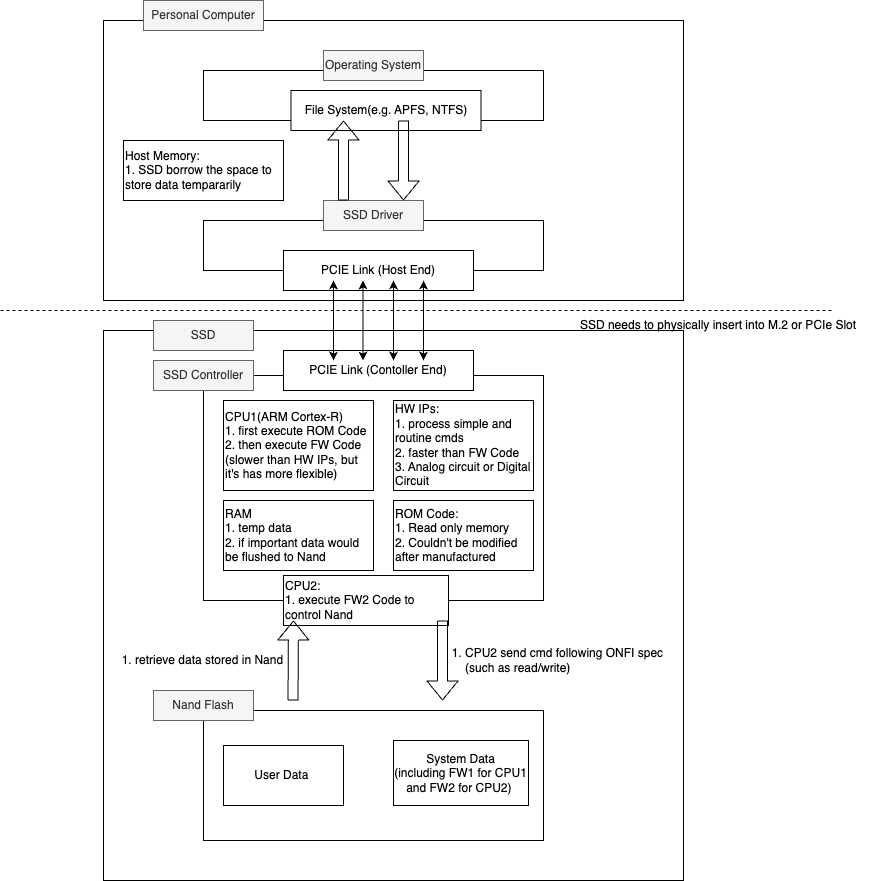 Personal Computer
Operating System
File System(e.g. APFS, NTFS)
Host Memory:
1. SSD borrow the space to
store data tempararily
SSD Driver
PCIE Link (Host End)
SSD needs to physically insert into M.2 or PCIe Slot
SSD
PCIE Link (Contoller End)
SSD Controller
CPU1(ARM Cortex-R)
1. first execute ROM Code
2. then execute FW Code
(slower than HW IPs, but
it's has more flexible)
HW IPs:
1. process simple and
routine cmds
2. faster than FW Code
3. Analog circuit or Digital
Circuit
RAM
1. temp data
2. if important data would
be flushed to Nand
ROM Code:
1. Read only memory
2. Couldn't be modified
after manufactured
CPU2:
1. execute FW2 Code to
control Nand
1. retrieve data stored in Nand
1. CPU2 send cmd following ONFI spec
(such as read/write)
Nand Flash
User Data
System Data
(including FW1 for CPU1
and FW2 for CPU2)